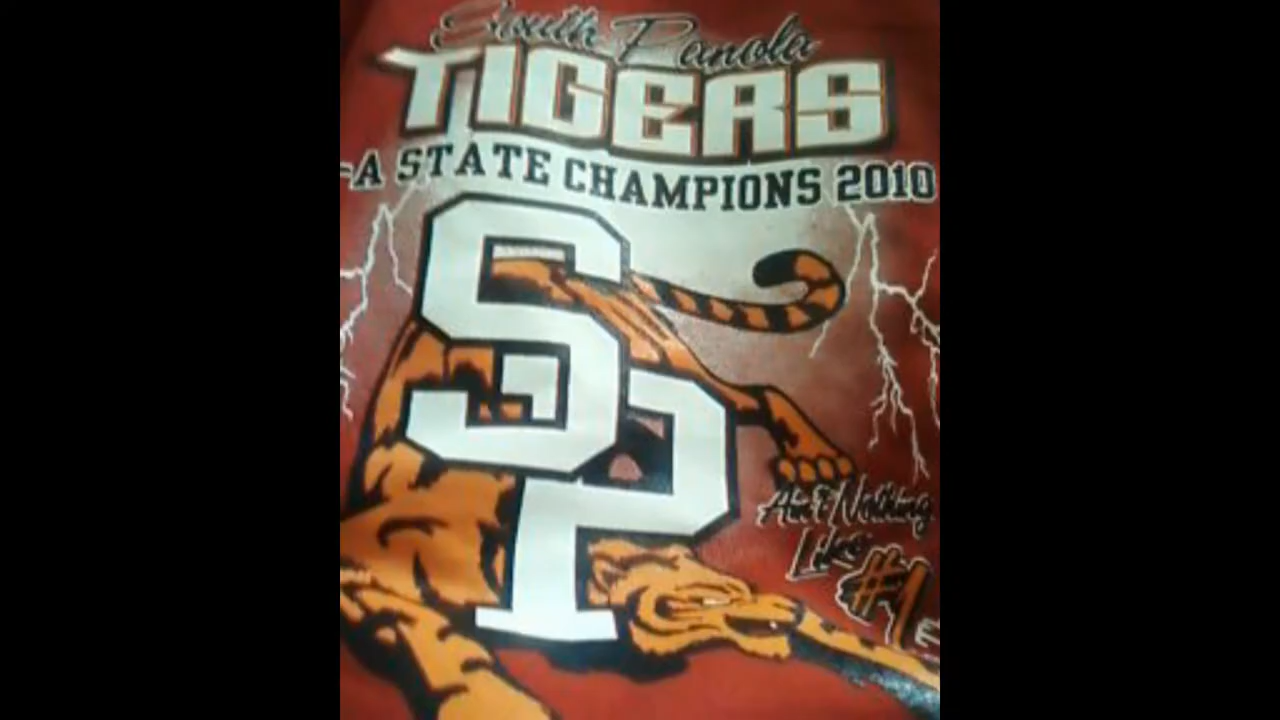 South Panola
TIGERS
-A STATE CHAMPIONS 2010
SP
Ain't Nothing
Like
#1